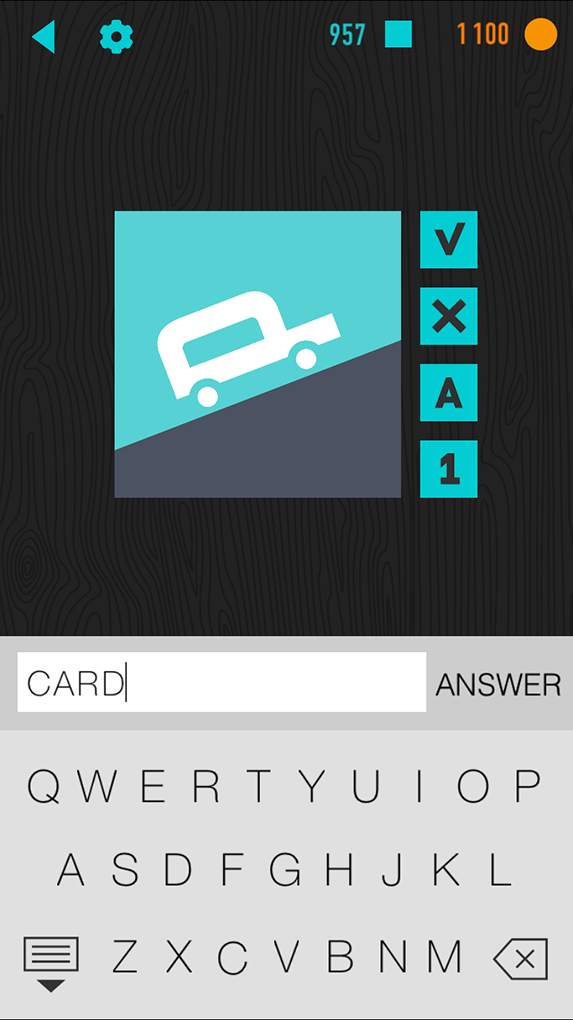 957 1100
V
X
A
1
CARD ANSWER
Q W E R T Y U I O P
A S D F G H J K L
Z X C V B N M